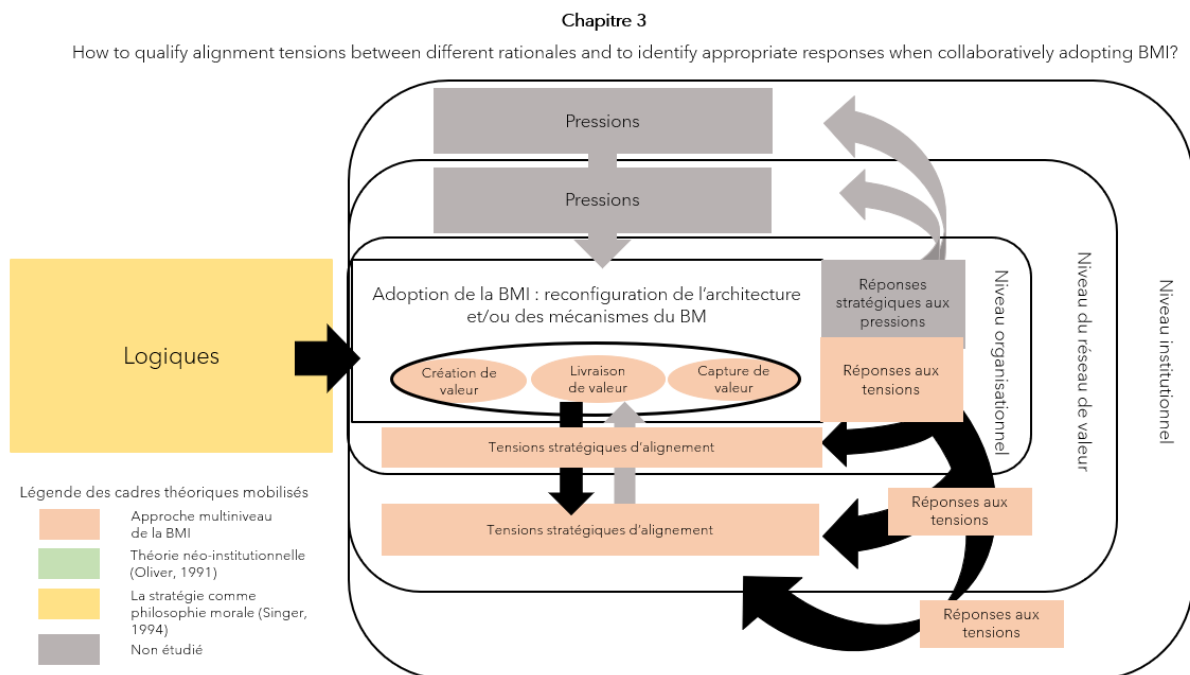 Chapitre 3
How to qualify alignment tensions between different rationales and to identify appropriate responses when collaboratively adopting BMI?
Pressions
Pressions
Logiques
Adoption de la BMI : reconfiguration de l'architecture
et/ou des mécanismes du BM
Création de
valeur
Livraison
de valeur
Capture de
valeur
Réponses
stratégiques aux
pressions
Réponses aux
tensions
Niveau organisationnel
Niveau du réseau de valeur
Niveau institutionnel
Tensions stratégiques d'alignement
Tensions stratégiques d'alignement
Réponses aux
tensions
Réponses aux
tensions
Légende des cadres théoriques mobilisés
Approche multiniveau
de la BMI
Théorie néo-institutionnelle
(Oliver, 1991)
La stratégie comme
philosophie morale (Singer,
1994)
Non étudié